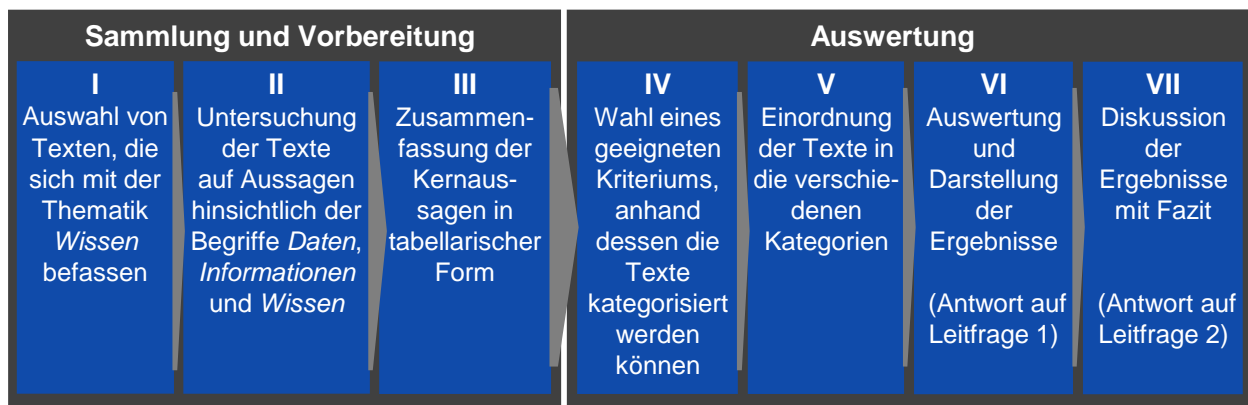 Sammlung und Vorbereitung
I
Auswahl von
Texten, die
sich mit der
Thematik
Wissen
befassen
II
Untersuchung
der Texte
auf Aussagen
hinsichtlich der
Begriffe Daten,
Informationen
und Wissen
III
Zusammen-
fassung der
Kernaus-
sagen in
tabellarischer
Form
Auswertung
IV
Wahl eines
geeigneten
Kriteriums,
anhand
dessen die
Texte
kategorisiert
werden
können
V
Einordnung
der Texte in
die verschie-
denen
Kategorien
VI
Auswertung
und
Darstellung
der
Ergebnisse
(Antwort auf
Leitfrage 1)
VII
Diskussion
der
Ergebnisse
mit Fazit
(Antwort auf
Leitfrage 2)